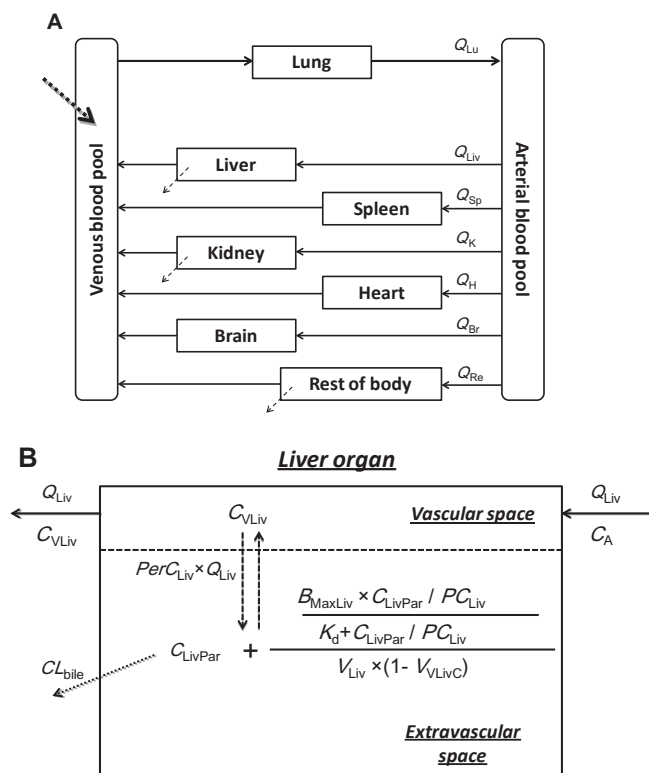 A
Lung
Q_Lu
Venous blood pool
Arterial blood pool
Liver
Q_Liv
Spleen
Q_Sp
Kidney
Q_K
Heart
Q_H
Brain
Q_Br
Rest of body
Q_Re
B
Liver organ
Q_Liv
C_VLiv
C_VLiv
Vascular space
Q_Liv
C_A
PerC_Liv×Q_Liv
B_MaxLiv × C_LivPar / PC_Liv
K_d+C_LivPar / PC_Liv
V_Liv ×(1- V_VLivC)
C_LivPar +
CL_bile
Extravascular
space